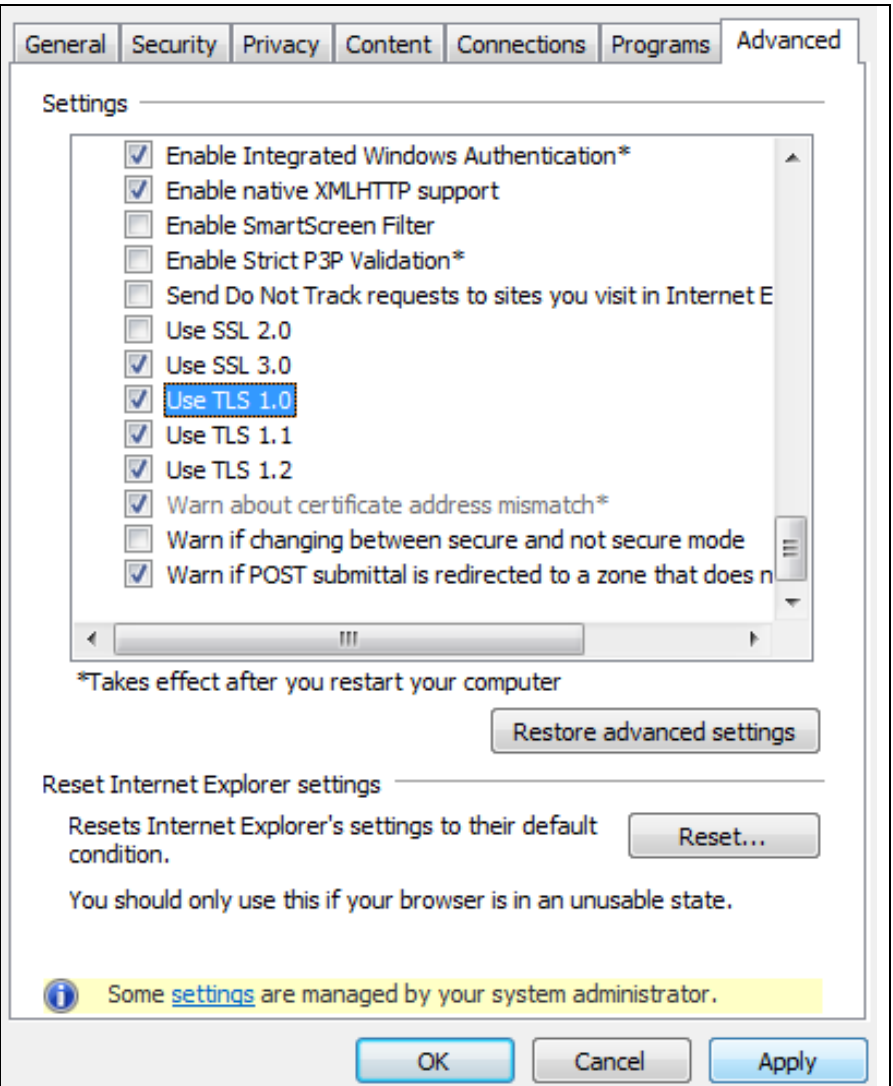 General Security Privacy Content Connections Programs Advanced
Settings
Enable Integrated Windows Authentication*
Enable native XMLHTTP support
Enable SmartScreen Filter
Enable Strict P3P Validation*
Send Do Not Track requests to sites you visit in Internet E
Use SSL 2.0
Use SSL 3.0
Use TLS 1.0
Use TLS 1.1
Use TLS 1.2
Warn about certificate address mismatch*
Warn if changing between secure and not secure mode
Warn if POST submittal is redirected to a zone that does n
*Takes effect after you restart your computer
Restore advanced settings
Reset Internet Explorer settings
Resets Internet Explorer's settings to their default
condition.
Reset...
You should only use this if your browser is in an unusable state.
Some settings are managed by your system administrator.
OK Cancel Apply